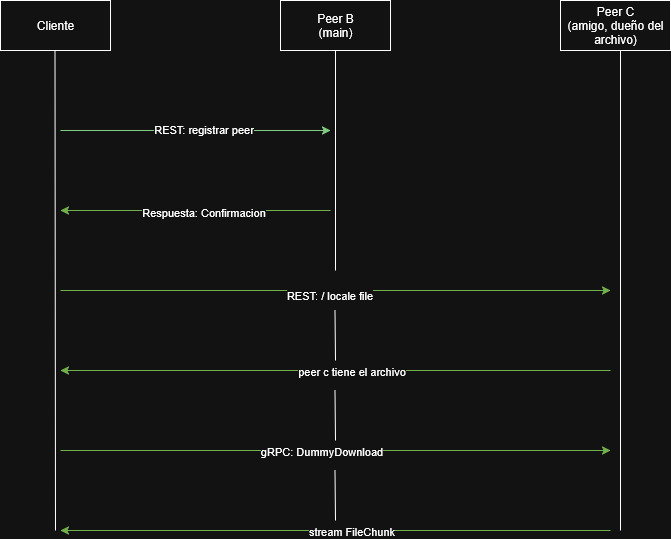 Cliente
Peer B
(main)
Peer C
(amigo, dueño del
archivo)
REST: registrar peer
Respuesta: Confirmacion
REST: / locale file
peer c tiene el archivo
gRPC: DummyDownload
stream FileChunk